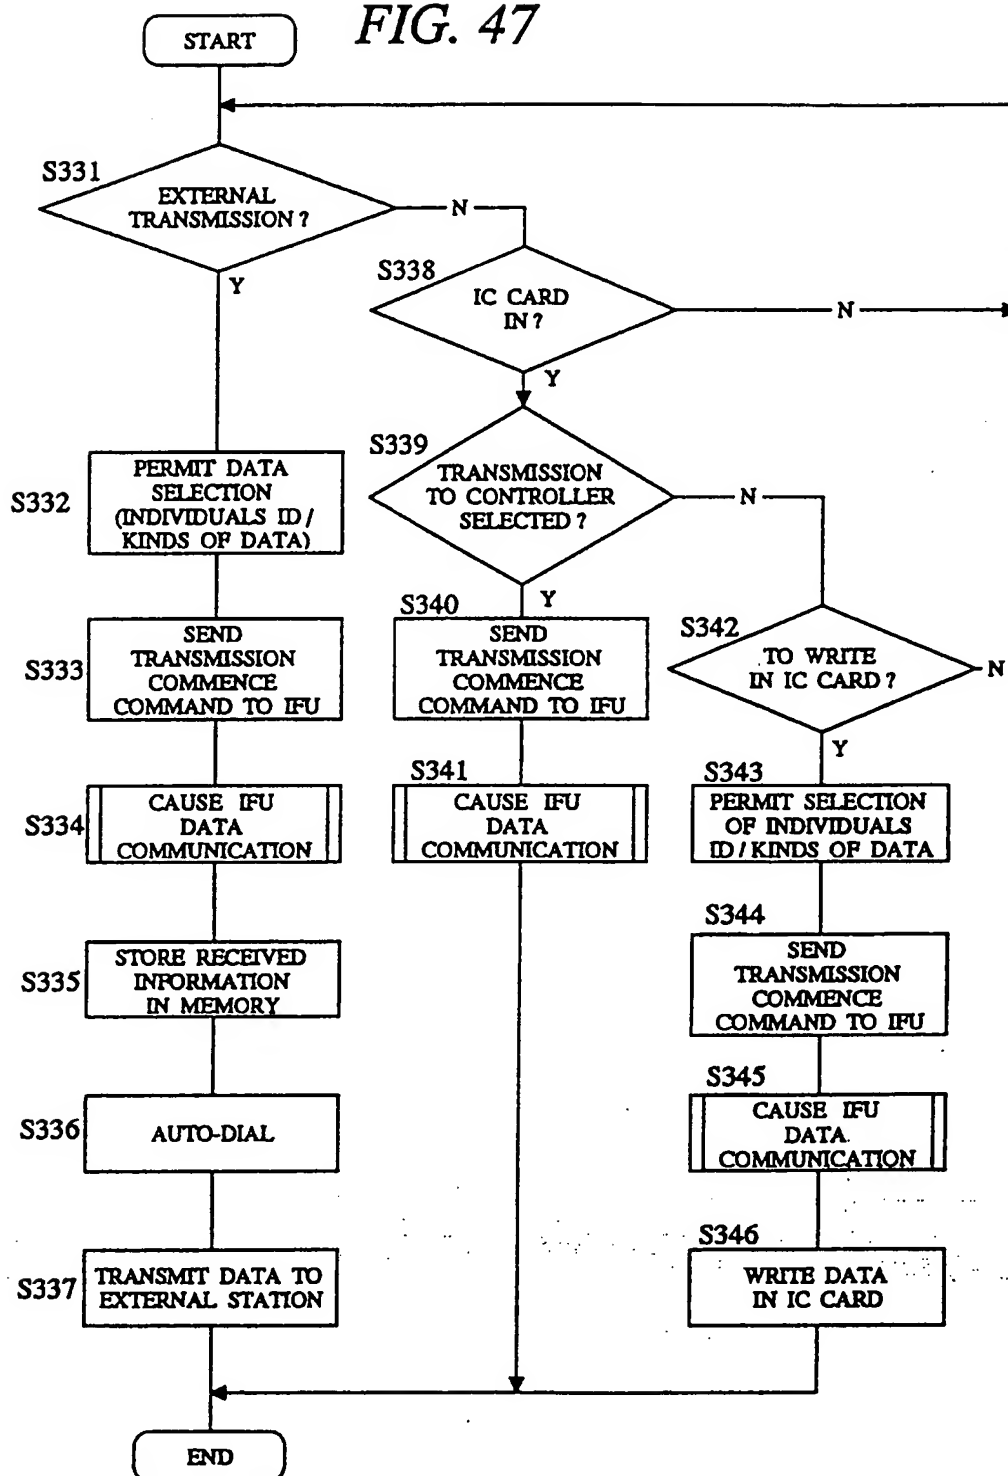 FIG. 47
START
S331
EXTERNAL
TRANSMISSION ?
N
Y
S338
IC CARD
IN ?
N
Y
S339
TRANSMISSION
TO CONTROLLER
SELECTED ?
N
Y
S332
PERMIT DATA
SELECTION
(INDIVIDUALS ID /
KINDS OF DATA)
S333
SEND
TRANSMISSION
COMMENCE
COMMAND TO IFU
S334
CAUSE IFU
DATA
COMMUNICATION
S335
STORE RECEIVED
INFORMATION
IN MEMORY
S336
AUTO-DIAL
S337
TRANSMIT DATA TO
EXTERNAL STATION
S340
SEND
TRANSMISSION
COMMENCE
COMMAND TO IFU
S341
CAUSE IFU
DATA
COMMUNICATION
S342
TO WRITE
IN IC CARD ?
N
Y
S343
PERMIT SELECTION
OF INDIVIDUALS
ID / KINDS OF DATA
S344
SEND
TRANSMISSION
COMMENCE
COMMAND TO IFU
S345
CAUSE IFU
DATA
COMMUNICATION
S346
WRITE DATA
IN IC CARD
END